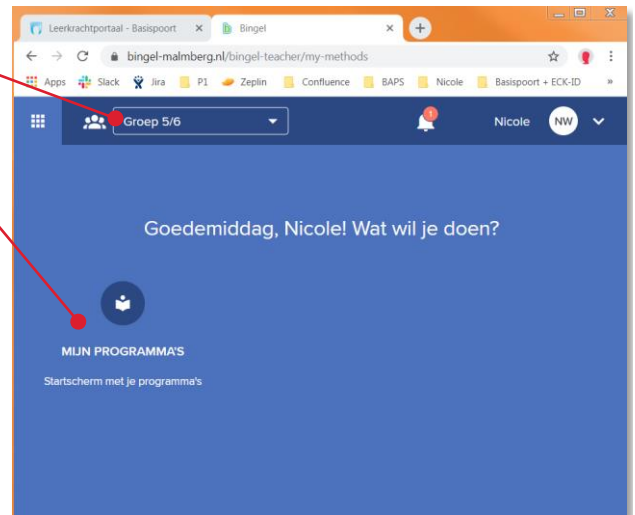 Leerkrachtportaal - Basispoort
Bingel
bingel-malmberg.nl/bingel-teacher/my-methods
Apps Slack Jira P1 Zeplin Confluence BAPS Nicole Basispoort + ECK-ID »
Groep 5/6 1 Nicole NW
Goedemiddag, Nicole! Wat wil je doen?
MIJN PROGRAMMA'S
Startscherm met je programma's